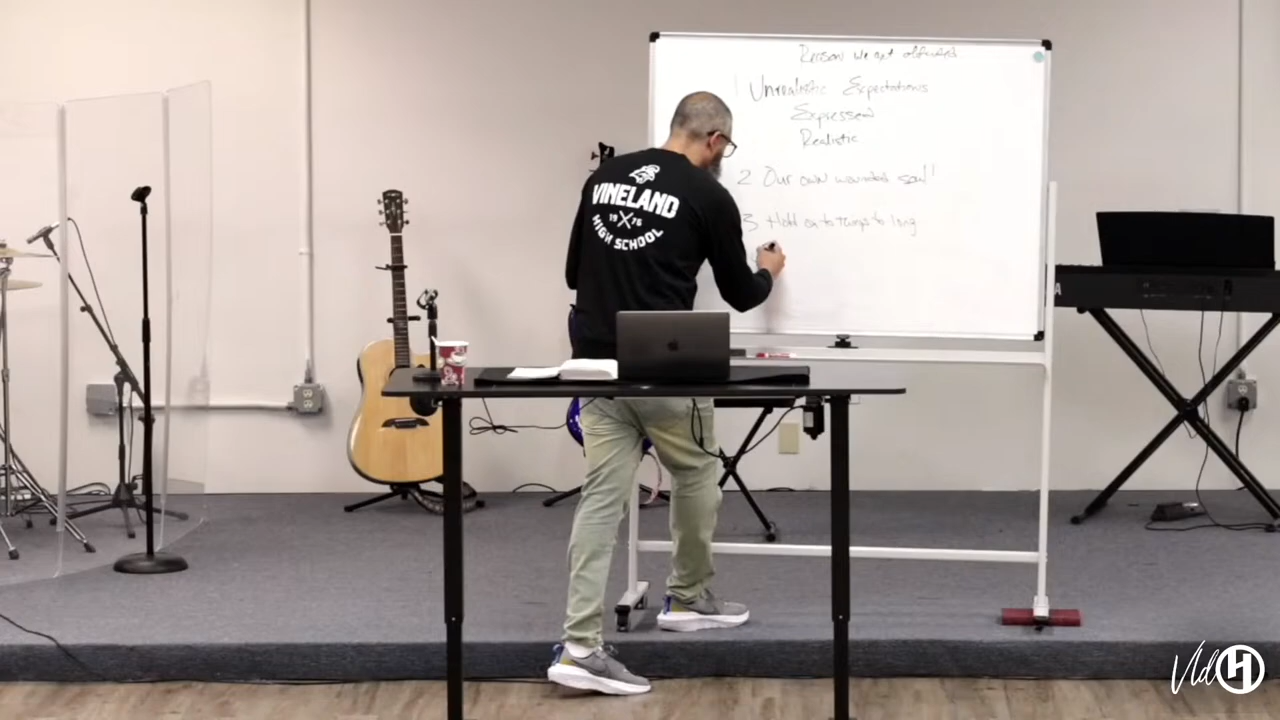 Reason we get offended
1 Unrealistic Expectations
Expressed
Realistic
2 Our own wounded soul!
3 Hold on to things to long
VINELAND
19 76
HIGH SCHOOL
Vld H